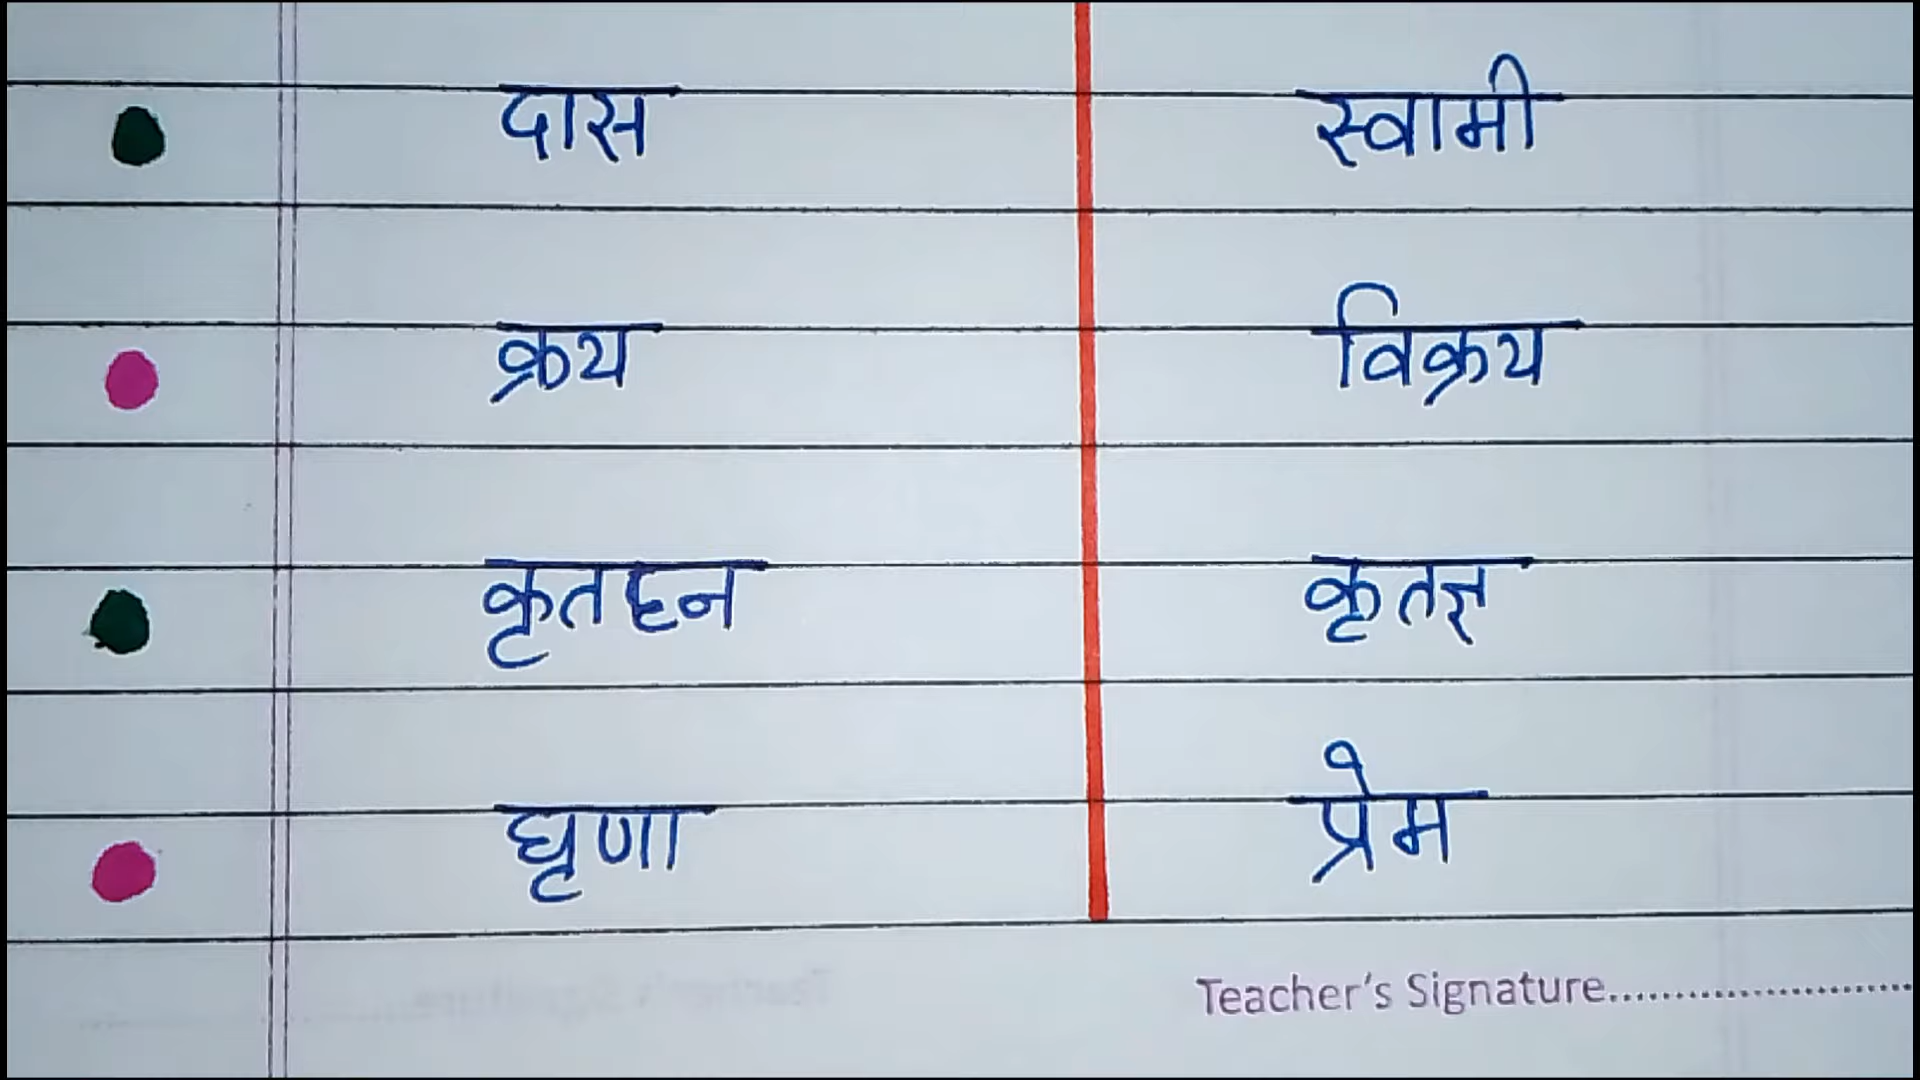 दास स्वामी
क्रय विक्रय
कृतघ्न कृतज्ञ
घृणा प्रेम
Teacher's Signature................................